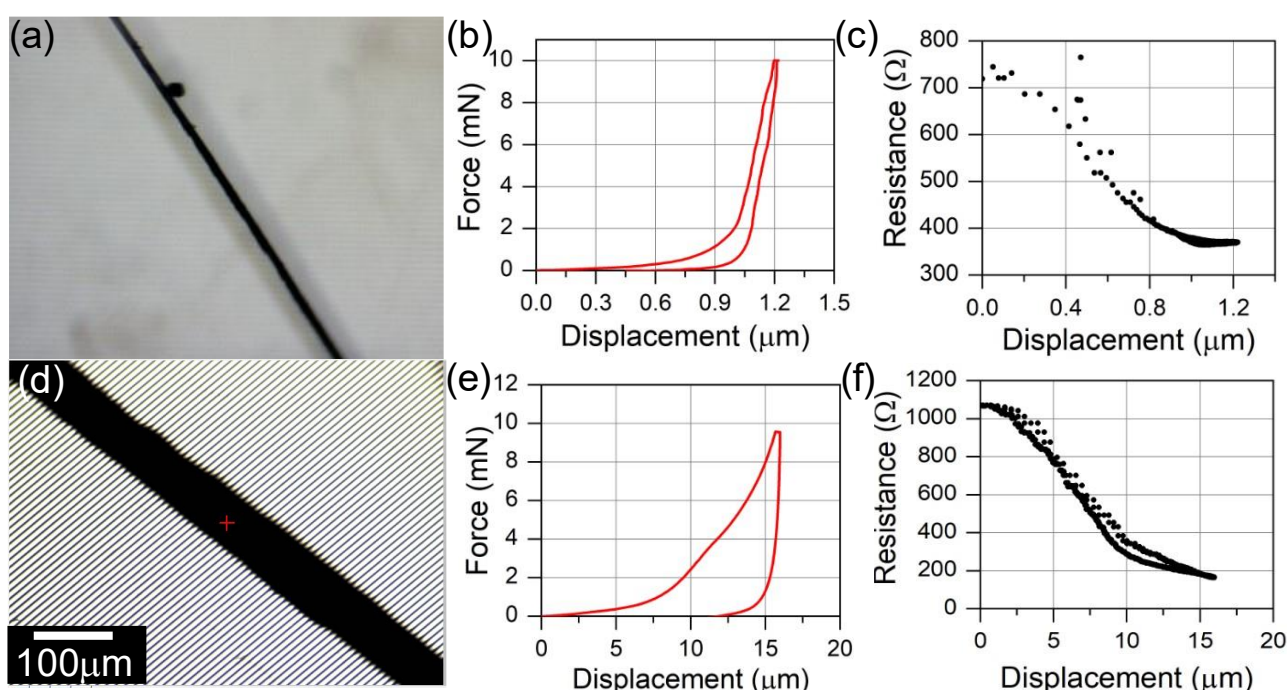 (a)
(b)
10
8
6
4
2
0
Force (mN)
0.0 0.3 0.6 0.9 1.2 1.5
Displacement (μm)
(c)
800
700
600
500
400
300
Resistance (Ω)
0.0 0.4 0.8 1.2
Displacement (μm)
(d)
100μm
(e)
12
10
8
6
4
2
0
Force (mN)
0 5 10 15 20
Displacement (μm)
(f)
1200
1000
800
600
400
200
0
Resistance (Ω)
0 5 10 15 20
Displacement (μm)